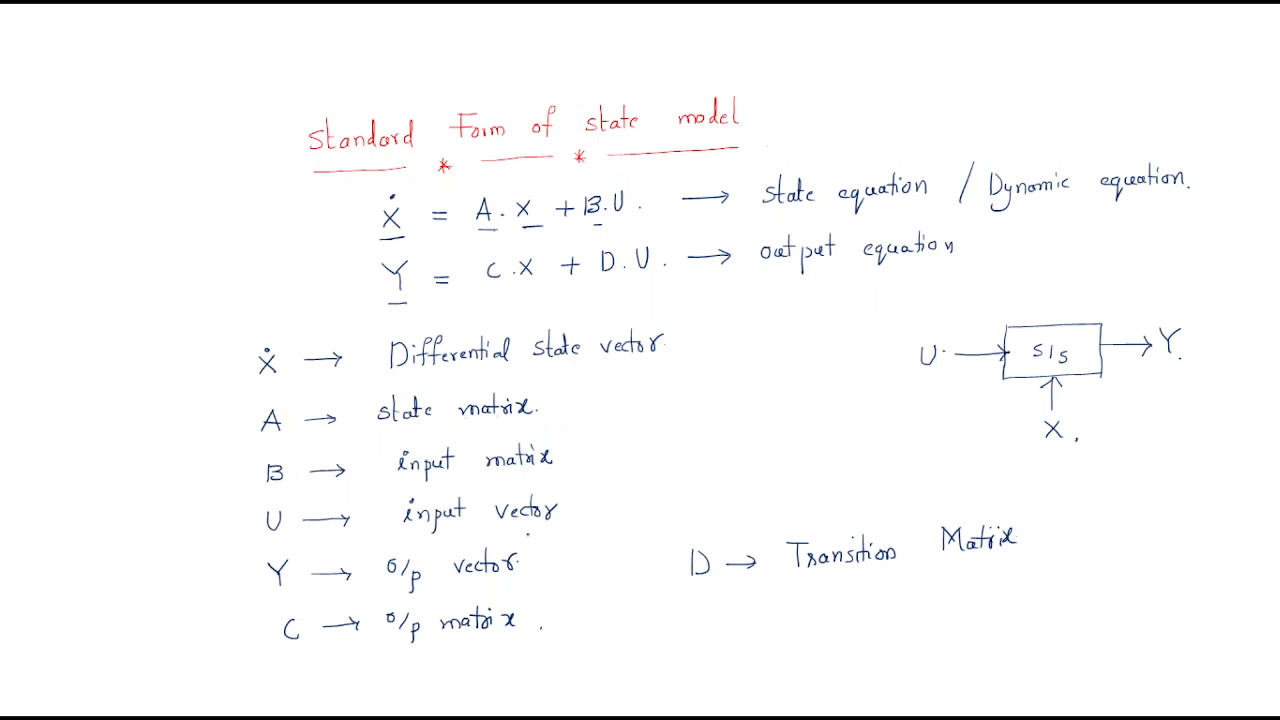 Standard Form of state model
Ẋ = A.X + B.U. → state equation / Dynamic equation.
Y = C.X + D.U. → output equation
Ẋ → Differential state vector.
U. → S/S → Y.
X.
A → state matrix.
B → input matrix
U → input vector
Y → o/p vector.
D → Transition Matrix
C → o/p matrix.